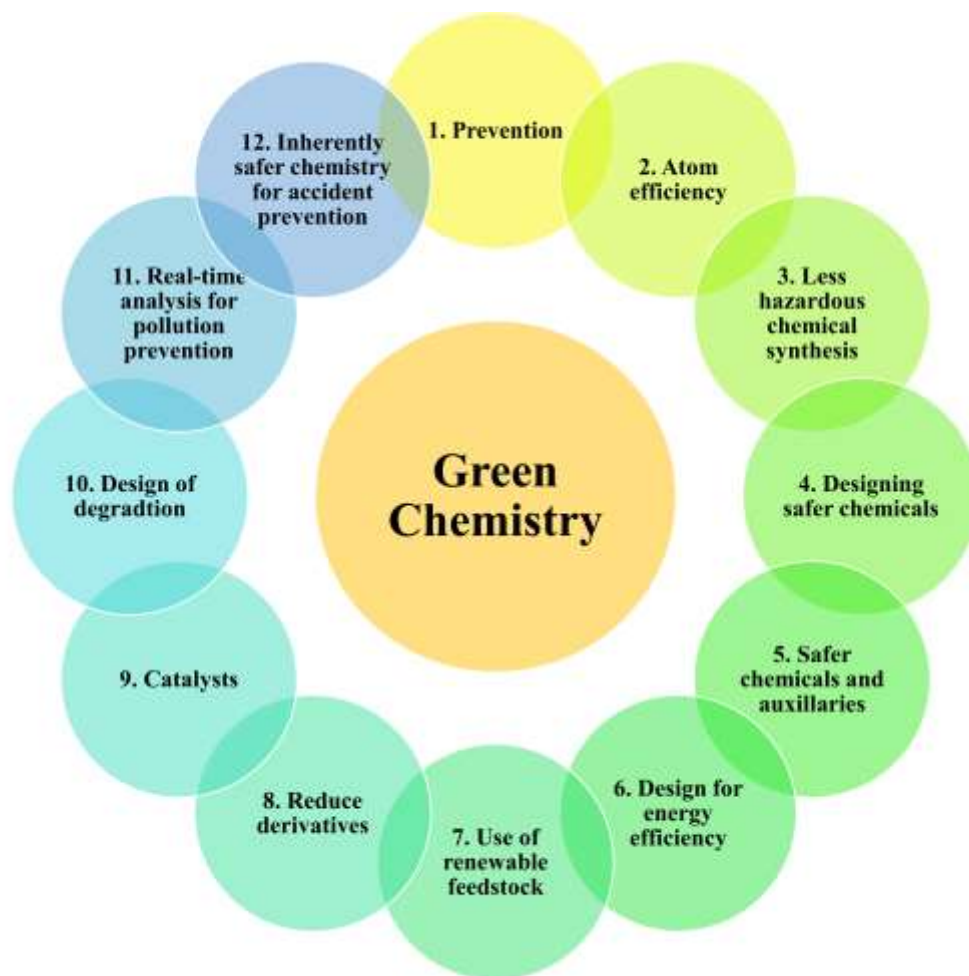 1. Prevention
2. Atom
efficiency
3. Less
hazardous
chemical
synthesis
4. Designing
safer chemicals
5. Safer
chemicals and
auxillaries
6. Design for
energy
efficiency
7. Use of
renewable
feedstock
8. Reduce
derivatives
9. Catalysts
10. Design of
degradtion
11. Real-time
analysis for
pollution
prevention
12. Inherently
safer chemistry
for accident
prevention
Green
Chemistry